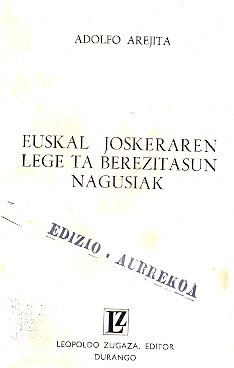 ADOLFO AREJITA
EUSKAL JOSKERAREN
LEGE TA BEREZITASUN
NAGUSIAK
EDIZIO · AURREKOA
LZ
LEOPOLDO ZUGAZA, EDITOR
DURANGO